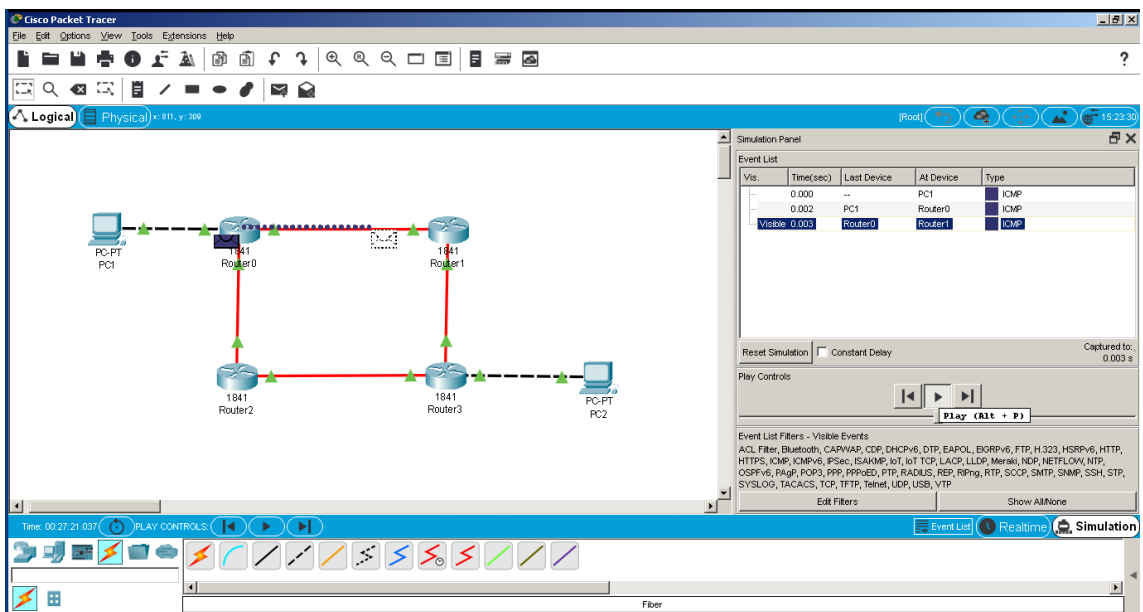 Cisco Packet Tracer
File Edit Options View Tools Extensions Help
?
Logical Physical x: 811, y: 309 [Root] 15:23:30
PC-PT
PC1
1841
Router0
1841
Router1
1841
Router2
1841
Router3
PC-PT
PC2
Simulation Panel
Event List
Vis. Time(sec) Last Device At Device Type
0.000 -- PC1 ICMP
0.002 PC1 Router0 ICMP
Visible 0.003 Router0 Router1 ICMP
Reset Simulation Constant Delay Captured to:
0.003 s
Play Controls
Play (Alt + P)
Event List Filters - Visible Events
ACL Filter, Bluetooth, CAPWAP, CDP, DHCPv6, DTP, EAPOL, EIGRPv6, FTP, H.323, HSRPv6, HTTP,
HTTPS, ICMP, ICMPv6, IPSec, ISAKMP, IoT, IoT TCP, LACP, LLDP, Meraki, NDP, NETFLOW, NTP,
OSPFv6, PAgP, POP3, PPP, PPPoED, PTP, RADIUS, REP, RIPng, RTP, SCCP, SMTP, SNMP, SSH, STP,
SYSLOG, TACACS, TCP, TFTP, Telnet, UDP, USB, VTP
Edit Filters Show All/None
Time: 00:27:21.037 PLAY CONTROLS: Event List Realtime Simulation
Fiber